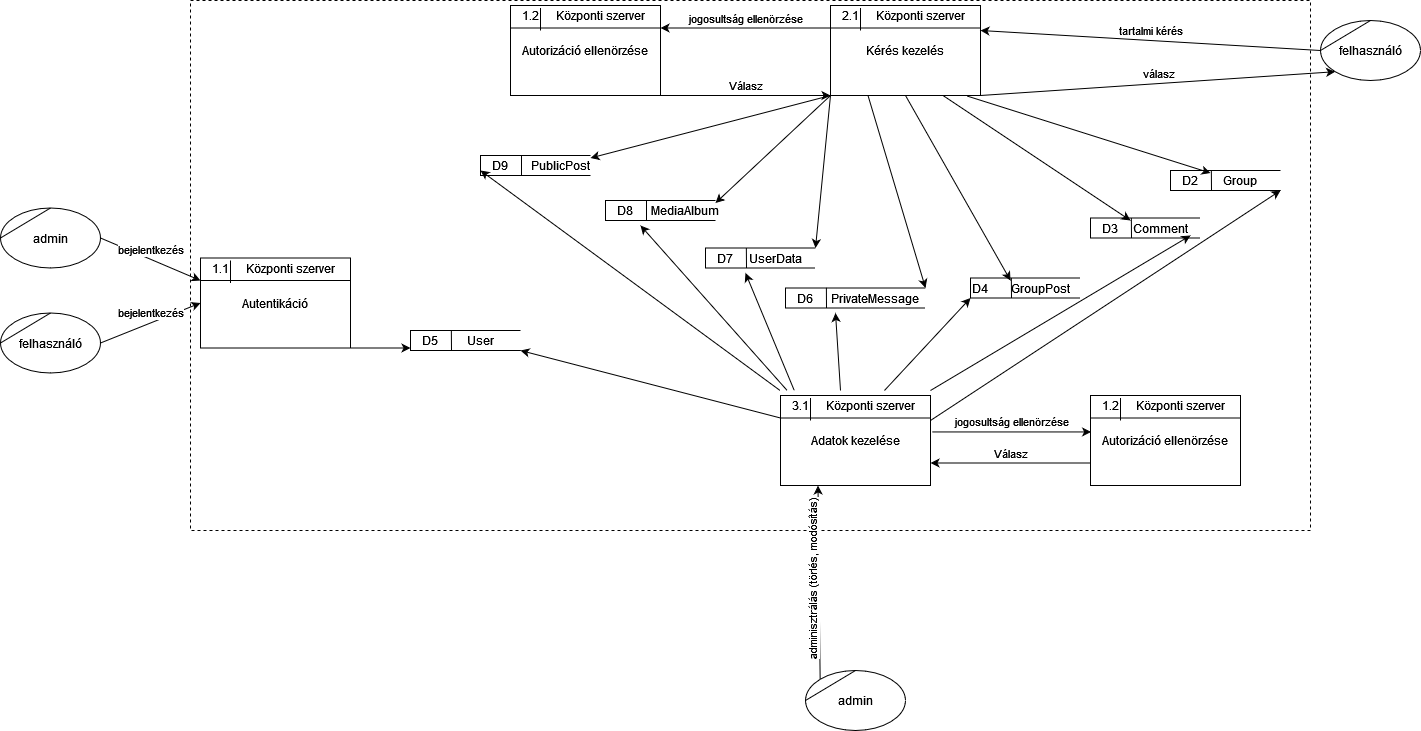 1.2 Központi szerver
Autorizáció ellenörzése
jogosultság ellenörzése
Válasz
2.1 Központi szerver
Kérés kezelés
tartalmi kérés
válasz
felhasználó
D9 PublicPost
D8 MediaAlbum
D7 UserData
D6 PrivateMessage
D4 GroupPost
D3 Comment
D2 Group
admin
bejelentkezés
felhasználó
bejelentkezés
1.1 Központi szerver
Autentikáció
D5 User
3.1 Központi szerver
Adatok kezelése
jogosultság ellenörzése
Válasz
1.2 Központi szerver
Autorizáció ellenörzése
adminisztrálás (törlés, modósítás)
admin